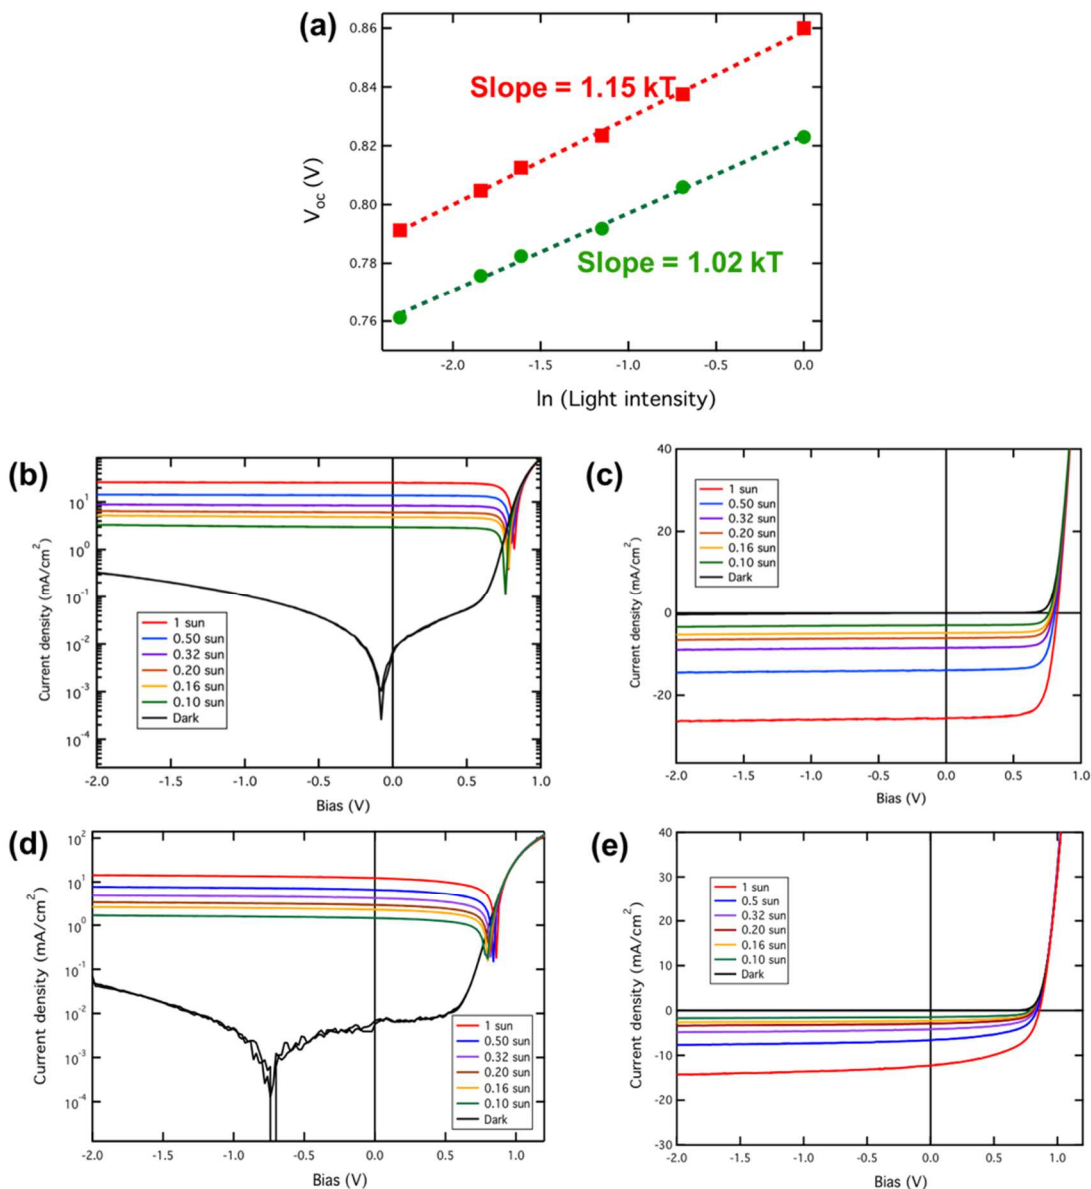 (a)
0.86
0.84
0.82
0.80
0.78
0.76
V_oc (V)
Slope = 1.15 kT
Slope = 1.02 kT
-2.0 -1.5 -1.0 -0.5 0.0
ln (Light intensity)
(b)
Current density (mA/cm²)
10¹
10⁰
10⁻¹
10⁻²
10⁻³
10⁻⁴
1 sun
0.50 sun
0.32 sun
0.20 sun
0.16 sun
0.10 sun
Dark
-2.0 -1.5 -1.0 -0.5 0.0 0.5 1.0
Bias (V)
(c)
Current density (mA/cm²)
40
20
0
-20
1 sun
0.50 sun
0.32 sun
0.20 sun
0.16 sun
0.10 sun
Dark
-2.0 -1.5 -1.0 -0.5 0.0 0.5 1.0
Bias (V)
(d)
Current density (mA/cm²)
10²
10¹
10⁰
10⁻¹
10⁻²
10⁻³
10⁻⁴
1 sun
0.50 sun
0.32 sun
0.20 sun
0.16 sun
0.10 sun
Dark
-2.0 -1.5 -1.0 -0.5 0.0 0.5 1.0
Bias (V)
(e)
Current density (mA/cm²)
40
30
20
10
0
-10
-20
-30
1 sun
0.5 sun
0.32 sun
0.20 sun
0.16 sun
0.10 sun
Dark
-2.0 -1.5 -1.0 -0.5 0.0 0.5 1.0
Bias (V)